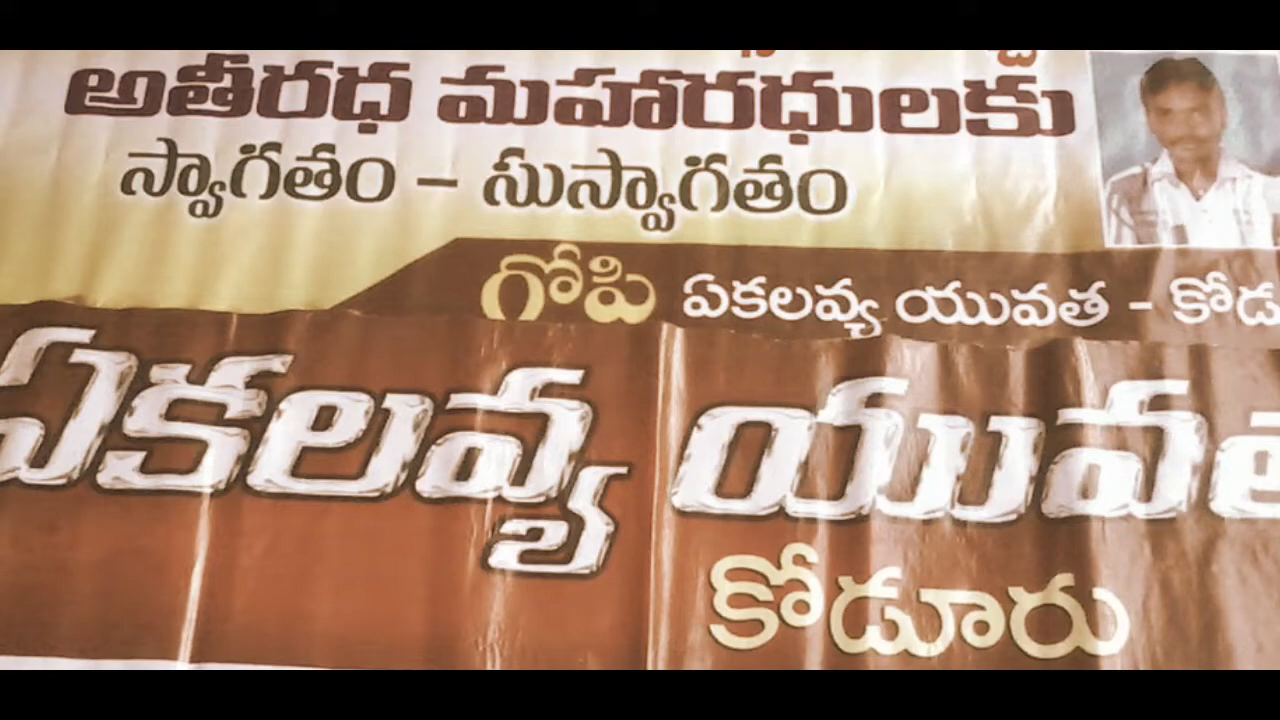 అతీరధ మహారధులకు
స్వాగతం - సుస్వాగతం
గోపి ఏకలవ్య యువత - కోడ
ఏకలవ్య యువత
కోడూరు